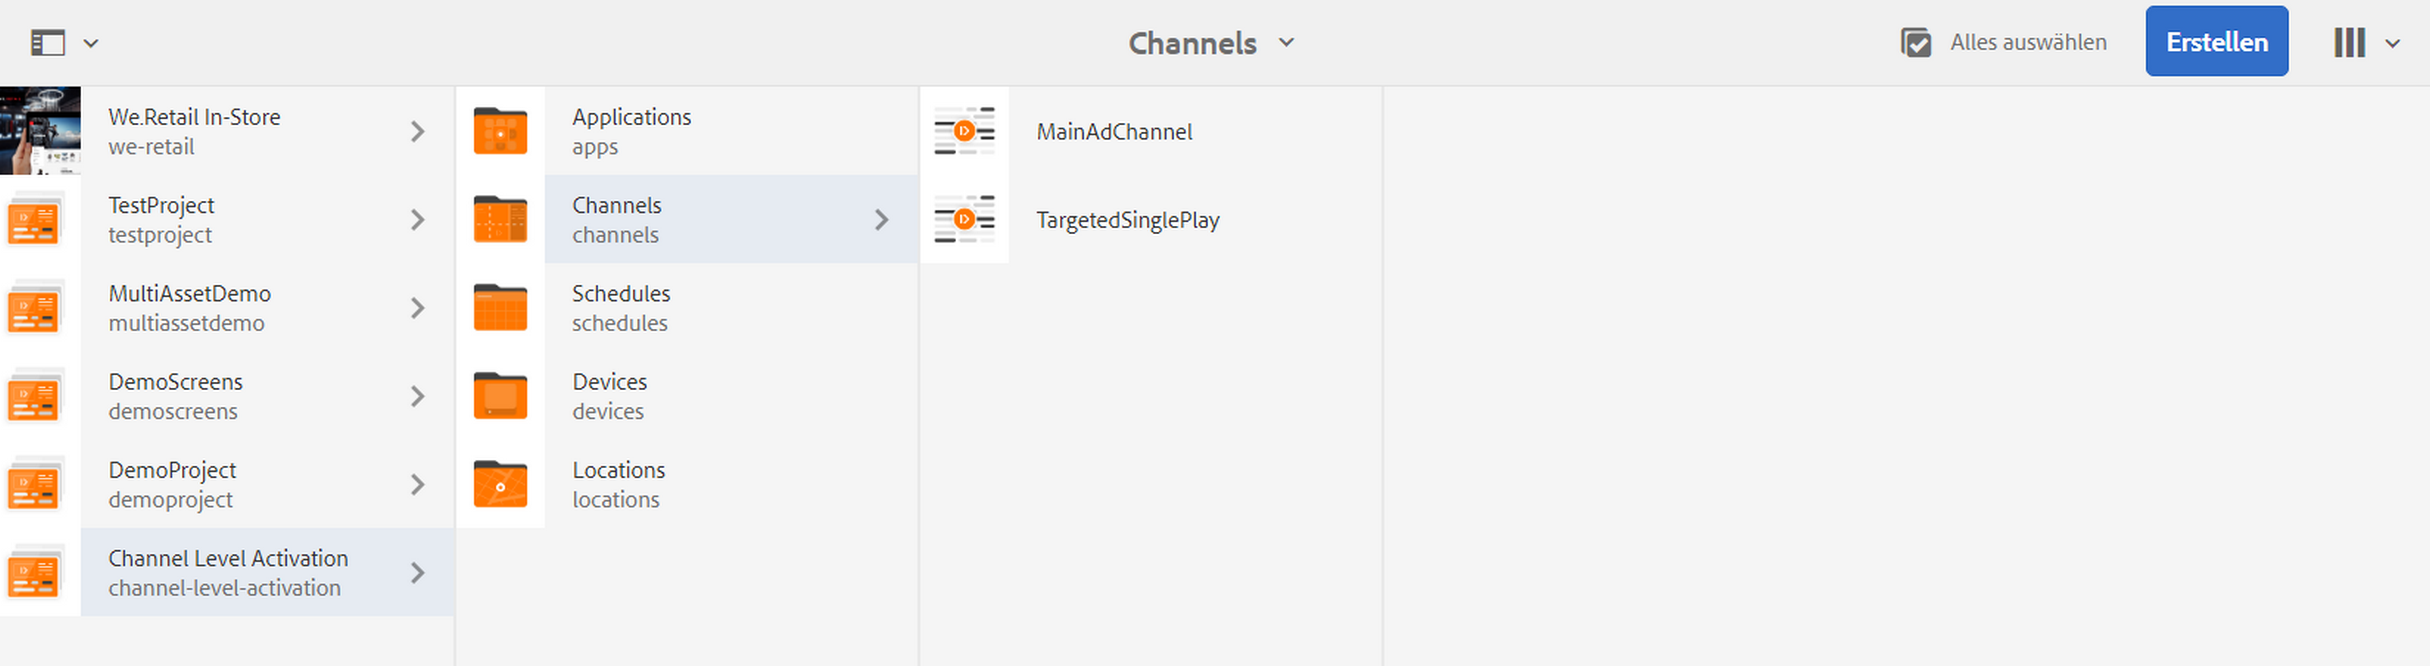 Channels
Alles auswählen
Erstellen
We.Retail In-Store
we-retail
TestProject
testproject
MultiAssetDemo
multiassetdemo
DemoScreens
demoscreens
DemoProject
demoproject
Channel Level Activation
channel-level-activation
Applications
apps
Channels
channels
Schedules
schedules
Devices
devices
Locations
locations
MainAdChannel
TargetedSinglePlay